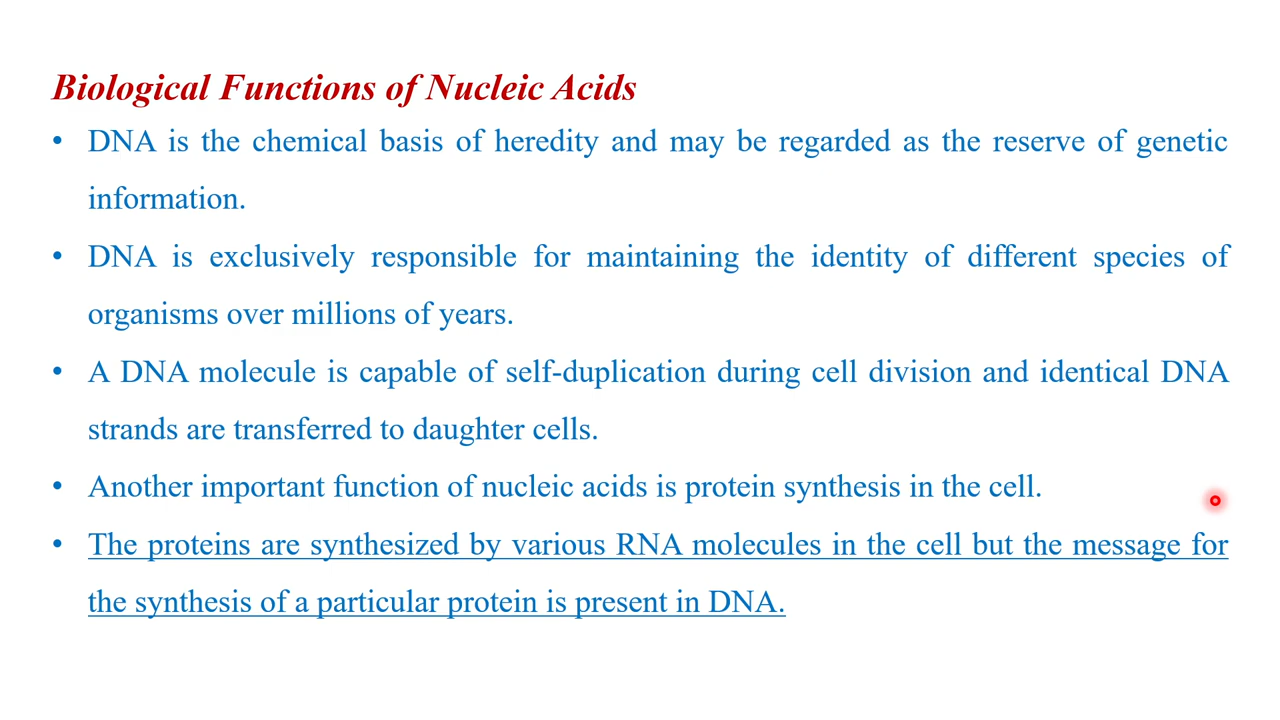 Biological Functions of Nucleic Acids
• DNA is the chemical basis of heredity and may be regarded as the reserve of genetic
information.
• DNA is exclusively responsible for maintaining the identity of different species of
organisms over millions of years.
• A DNA molecule is capable of self-duplication during cell division and identical DNA
strands are transferred to daughter cells.
• Another important function of nucleic acids is protein synthesis in the cell.
• The proteins are synthesized by various RNA molecules in the cell but the message for
the synthesis of a particular protein is present in DNA.